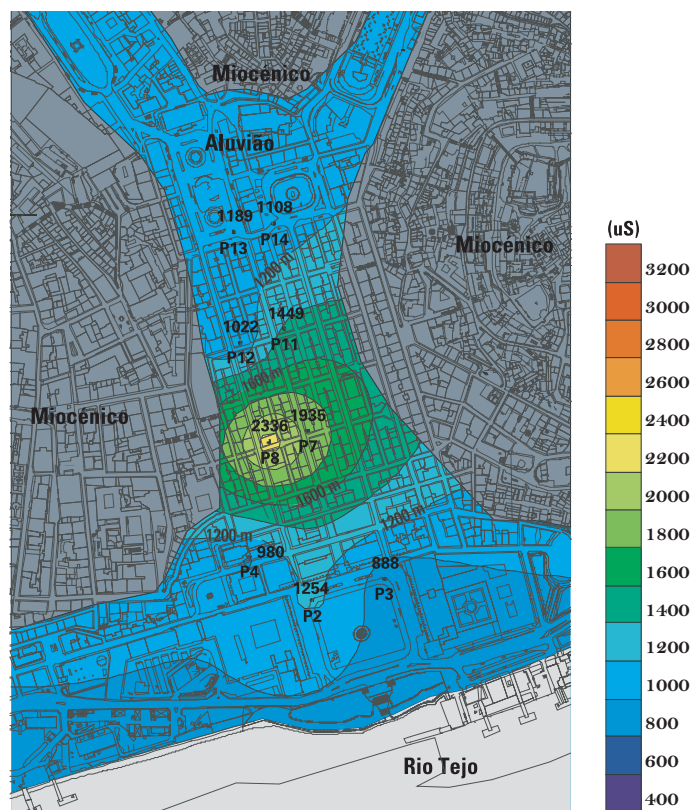 Miocenico
Aluvião
(uS)
1189
1108
P13
P14
Miocenico
1200 m
3200
3000
1449
1022
P11
2800
P12
2600
1600 m
Miocénico
1935
2336
2400
P7
P8
2200
2000
1600 m
1800
1200 m
1200 m
980
888
1600
P4
1254
P3
1400
P2
1200
1000
800
Rio Tejo
600
400